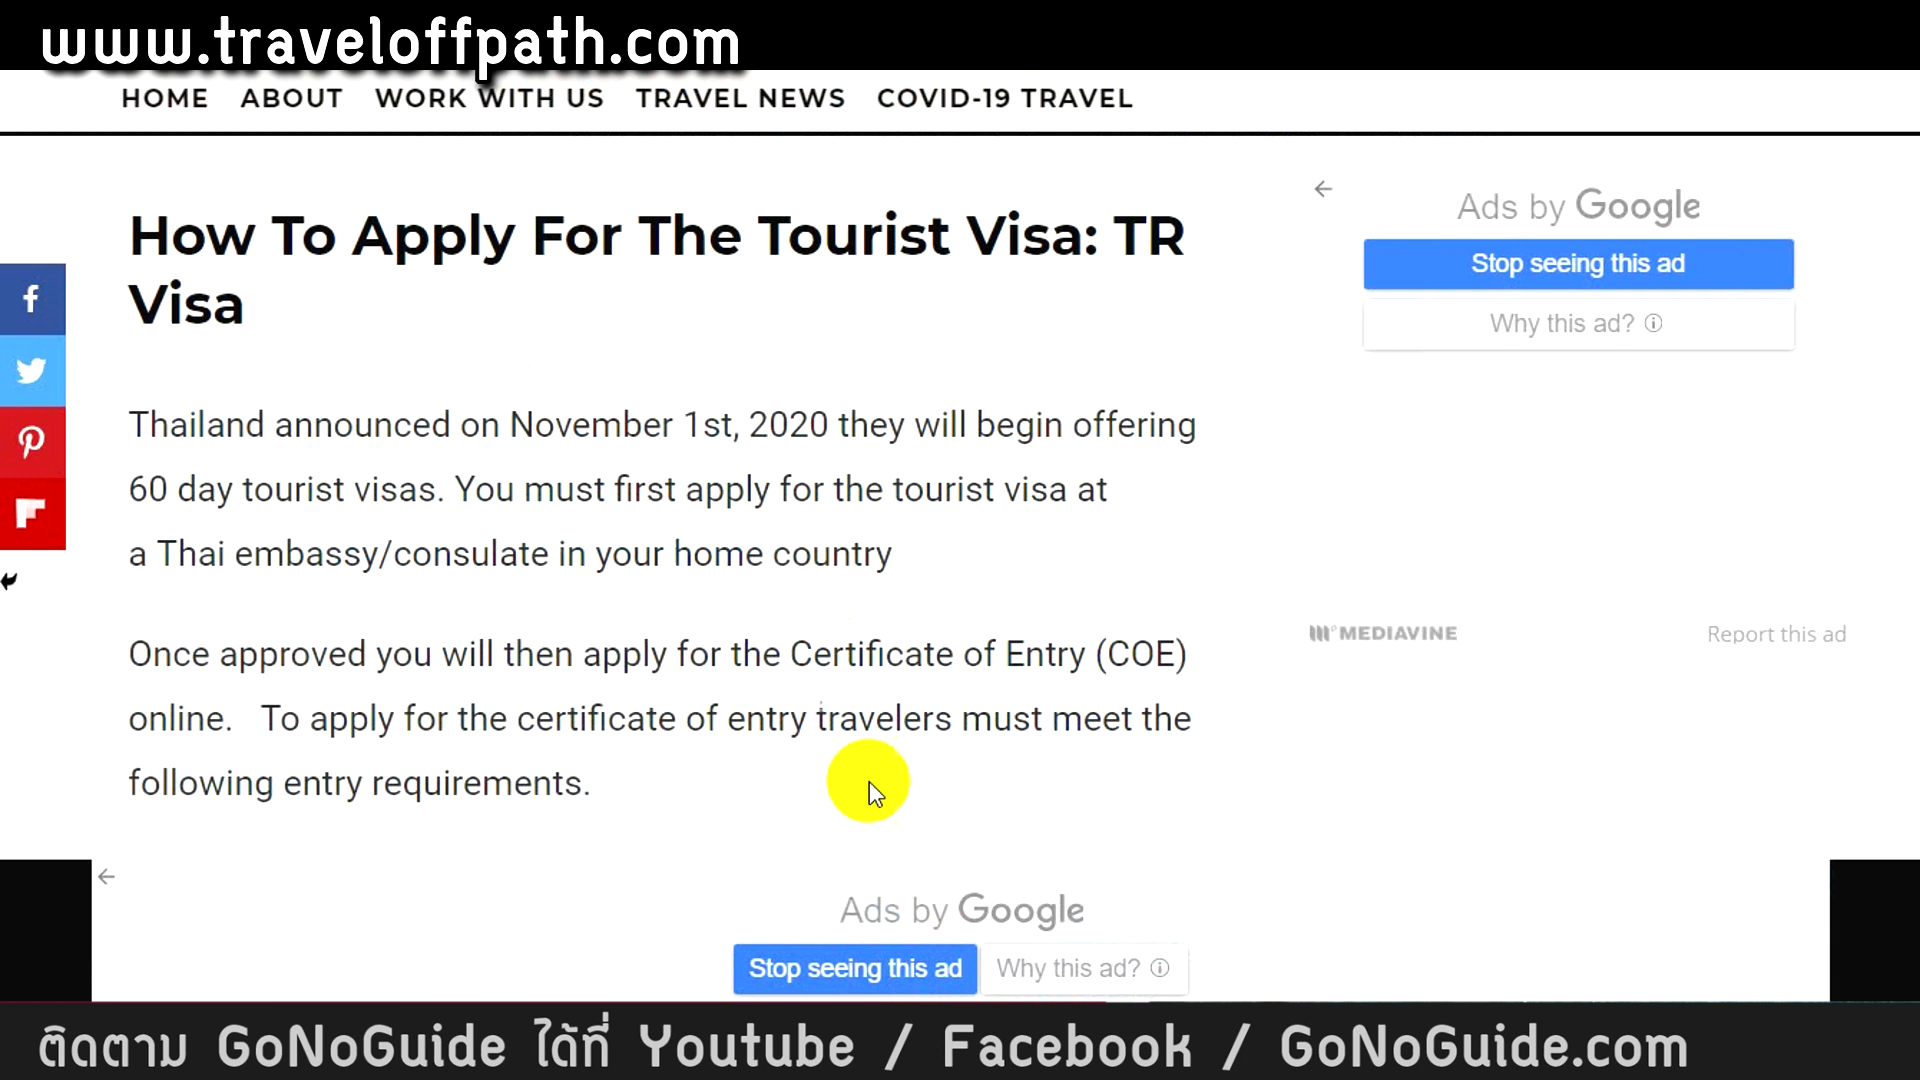 www.traveloffpath.com
HOME ABOUT WORK WITH US TRAVEL NEWS COVID-19 TRAVEL
How To Apply For The Tourist Visa: TR
Visa
Thailand announced on November 1st, 2020 they will begin offering
60 day tourist visas. You must first apply for the tourist visa at
a Thai embassy/consulate in your home country
Once approved you will then apply for the Certificate of Entry (COE)
online. To apply for the certificate of entry travelers must meet the
following entry requirements.
Ads by Google
Stop seeing this ad
Why this ad?
MEDIAVINE
Report this ad
Ads by Google
Stop seeing this ad Why this ad?
ติดตาม GoNoGuide ได้ที่ Youtube / Facebook / GoNoGuide.com